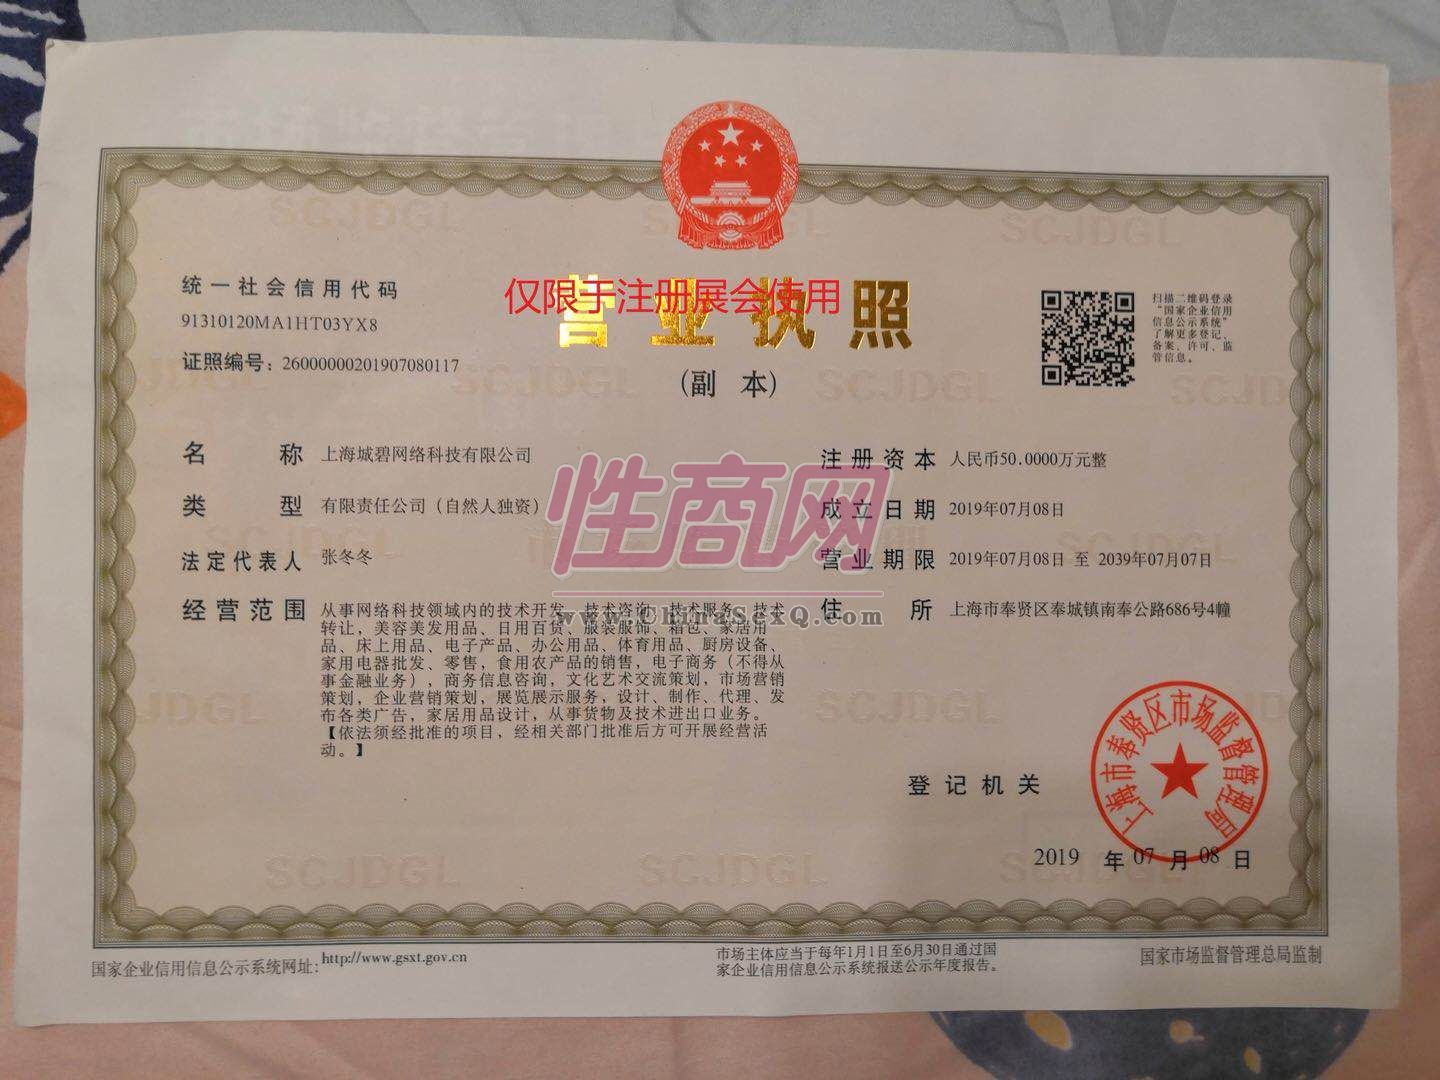 统一社会信用代码
91310120MA1HT03YX8
证照编号：26000000201907080117
营业执照
仅限于注册展会使用
（副 本）
扫描二维码登录
“国家企业信用
信息公示系统”
了解更多登记、
备案、许可、监
管信息。
名 称 上海城碧网络科技有限公司
类 型 有限责任公司（自然人独资）
法定代表人 张冬冬
经营范围 从事网络科技领域内的技术开发、技术咨询、技术服务、技术
转让，美容美发用品、日用百货、服装服饰、箱包、家居用
品、床上用品、电子产品、办公用品、体育用品、厨房设备、
家用电器批发、零售，食用农产品的销售，电子商务（不得从
事金融业务），商务信息咨询，文化艺术交流策划，市场营销
策划，企业营销策划，展览展示服务，设计、制作、代理、发
布各类广告，家居用品设计，从事货物及技术进出口业务。
【依法须经批准的项目，经相关部门批准后方可开展经营活
动。】
注册资本 人民币50.0000万元整
成立日期 2019年07月08日
营业期限 2019年07月08日 至 2039年07月07日
住 所 上海市奉贤区奉城镇南奉公路686号4幢
性商网
www.ChinaSexQ.com
登记机关
上海市奉贤区市场监督管理局
2019 年 07 月 08 日
SCJDGL
SCJDGL
SCJDGL
JDGL
SCJDGL
SCJDGL
SCJD
SCJDGL
SCJDGL
JDGL
SCJDGL
SCJDGL
SCJDGL
SCJDGL
国家企业信用信息公示系统网址：http://www.gsxt.gov.cn
市场主体应当于每年1月1日至6月30日通过国
家企业信用信息公示系统报送公示年度报告。
国家市场监督管理总局监制